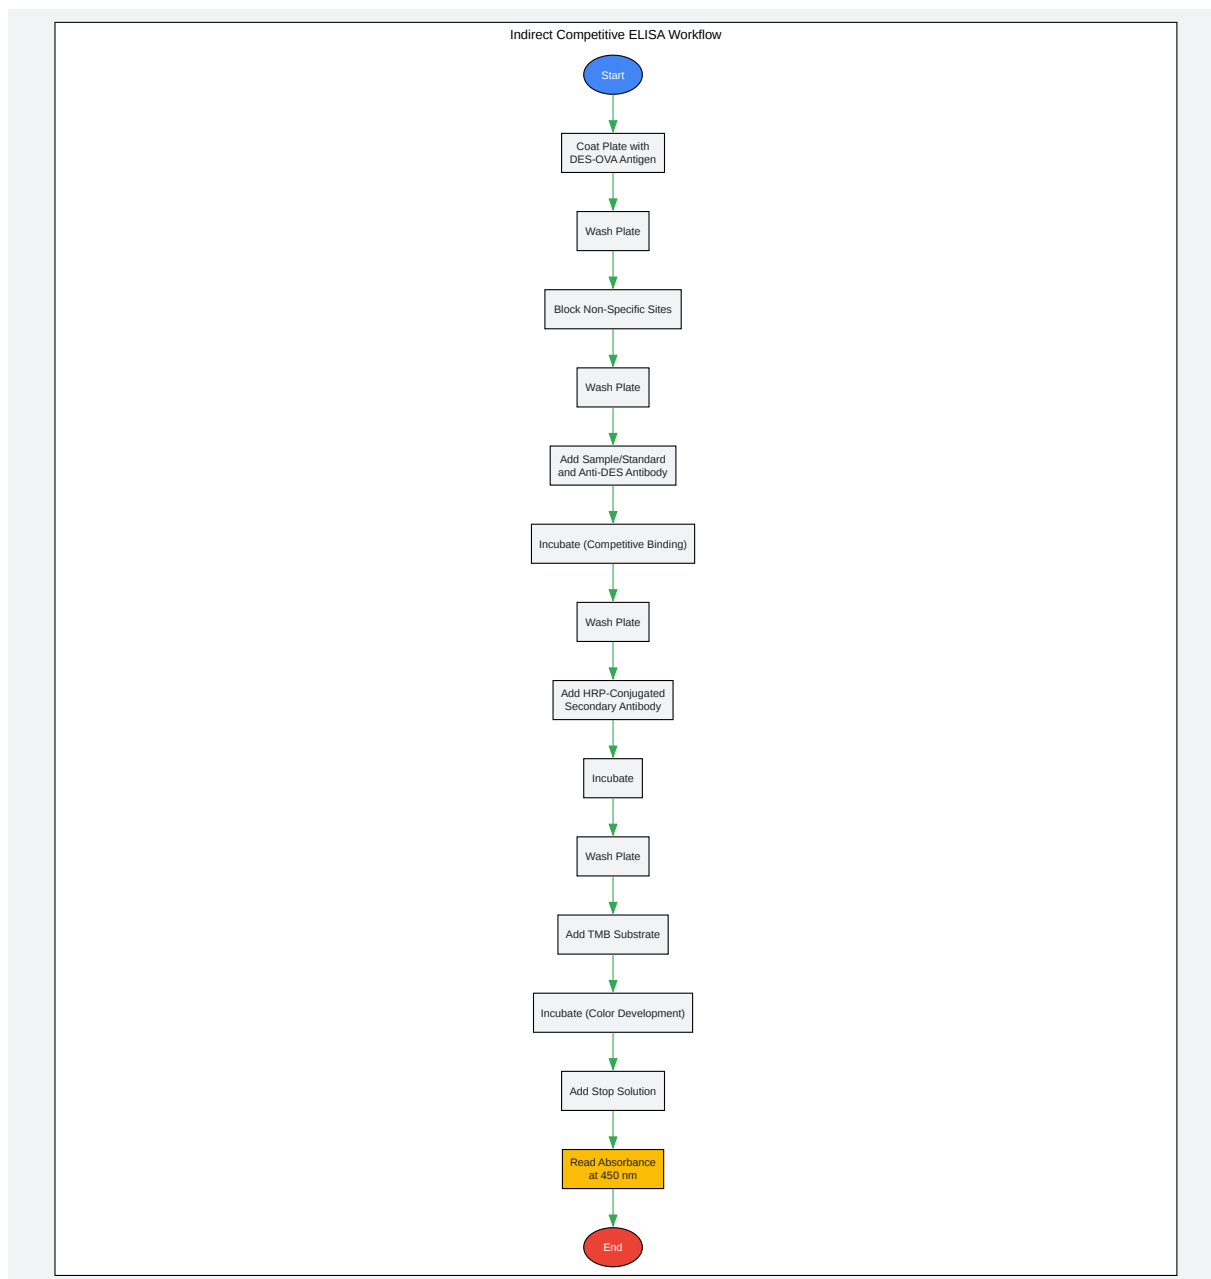 Indirect Competitive ELISA Workflow
Start
Coat Plate with
DES-OVA Antigen
Wash Plate
Block Non-Specific Sites
Wash Plate
Add Sample/Standard
and Anti-DES Antibody
Incubate (Competitive Binding)
Wash Plate
Add HRP-Conjugated
Secondary Antibody
Incubate
Wash Plate
Add TMB Substrate
Incubate (Color Development)
Add Stop Solution
Read Absorbance
at 450 nm
End